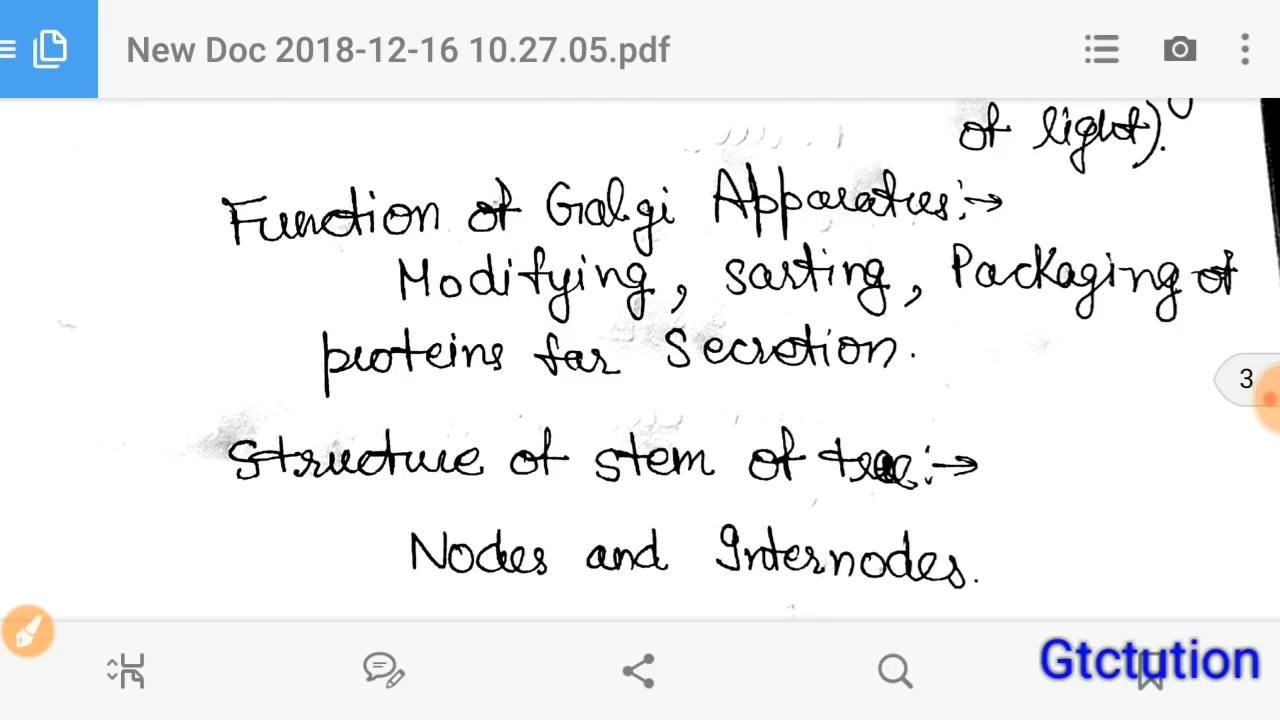 New Doc 2018-12-16 10.27.05.pdf
of light).
Function of Golgi Apparatus:→
Modifying, sorting, Packaging of
proteins for Secretion.
3
Structure of stem of tree:→
Nodes and Internodes.
Gtctution